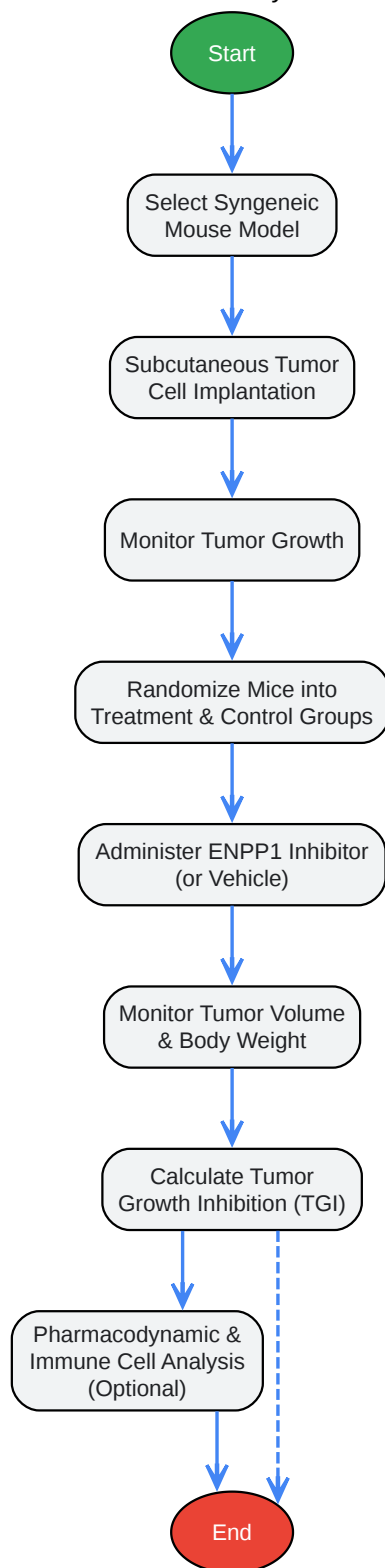 Start
Select Syngeneic
Mouse Model
Subcutaneous Tumor
Cell Implantation
Monitor Tumor Growth
Randomize Mice into
Treatment & Control Groups
Administer ENPP1 Inhibitor
(or Vehicle)
Monitor Tumor Volume
& Body Weight
Calculate Tumor
Growth Inhibition (TGI)
Pharmacodynamic &
Immune Cell Analysis
(Optional)
End